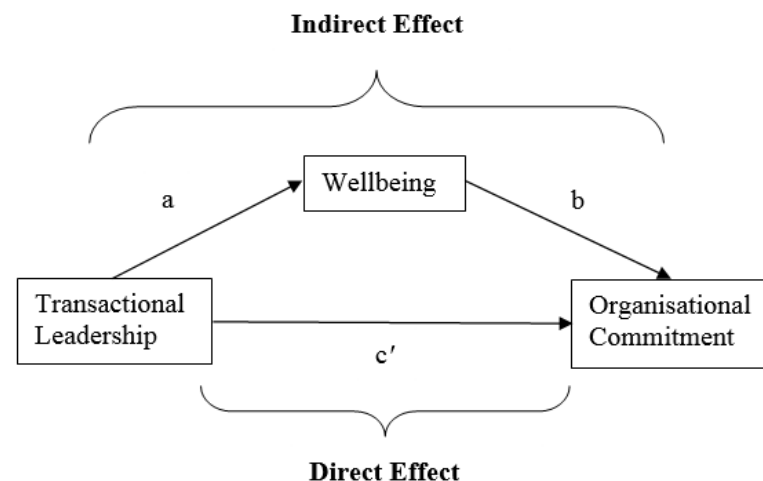 Indirect Effect
Wellbeing
a
b
Transactional
Leadership
Organisational
Commitment
c′
Direct Effect